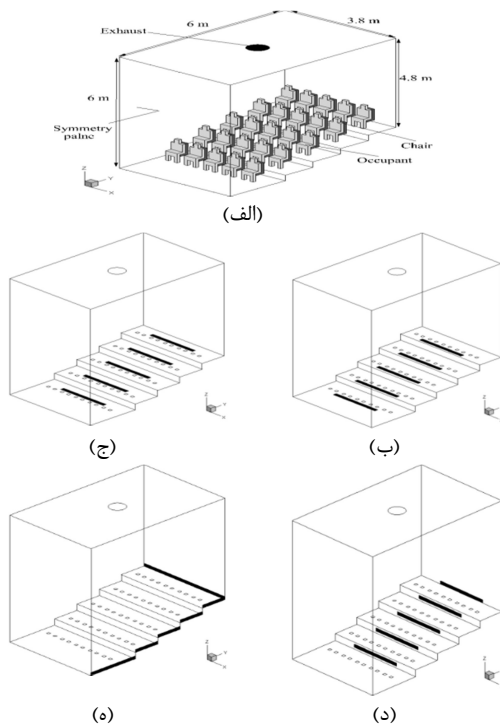 6 m
3.8 m
Exhaust
4.8 m
6 m
Symmetry
palnc
Chair
Occupant
Z
Y
X
(الف)
Z
Y
X
Z
(ج)
(ب)
Z
Y
X
Z
(ه)
(د)